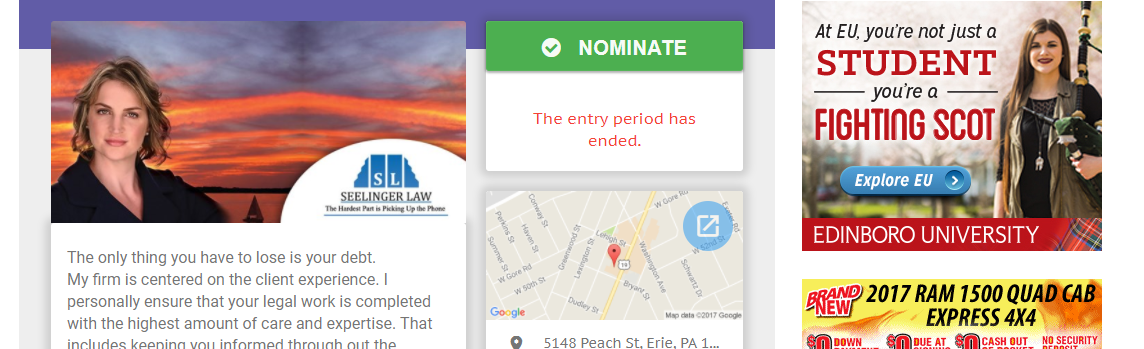 SL
SEELINGER LAW
The Hardest Part is Picking Up the Phone
The only thing you have to lose is your debt.
My firm is centered on the client experience. I
personally ensure that your legal work is completed
with the highest amount of care and expertise. That
includes keeping you informed through out the
NOMINATE
The entry period has
ended.
Conway St
Perkins St
Haven St
Summer St
W Gore Rd
W 50th St
Greenwood St
Lexington St
Lehigh St
19
Washington Ave
Bryant St
Dudley St
Schwartz Dr
W Gore Rd
W 52nd St
Google
Map data ©2017 Google
5148 Peach St, Erie, PA 1...
At EU, you're not just a
STUDENT
you're a
FIGHTING SCOT
Explore EU
EDINBORO UNIVERSITY
BRAND
NEW
2017 RAM 1500 QUAD CAB
EXPRESS 4X4
$0 DOWN
$0 DUE AT
$0 CASH OUT
NO SECURITY